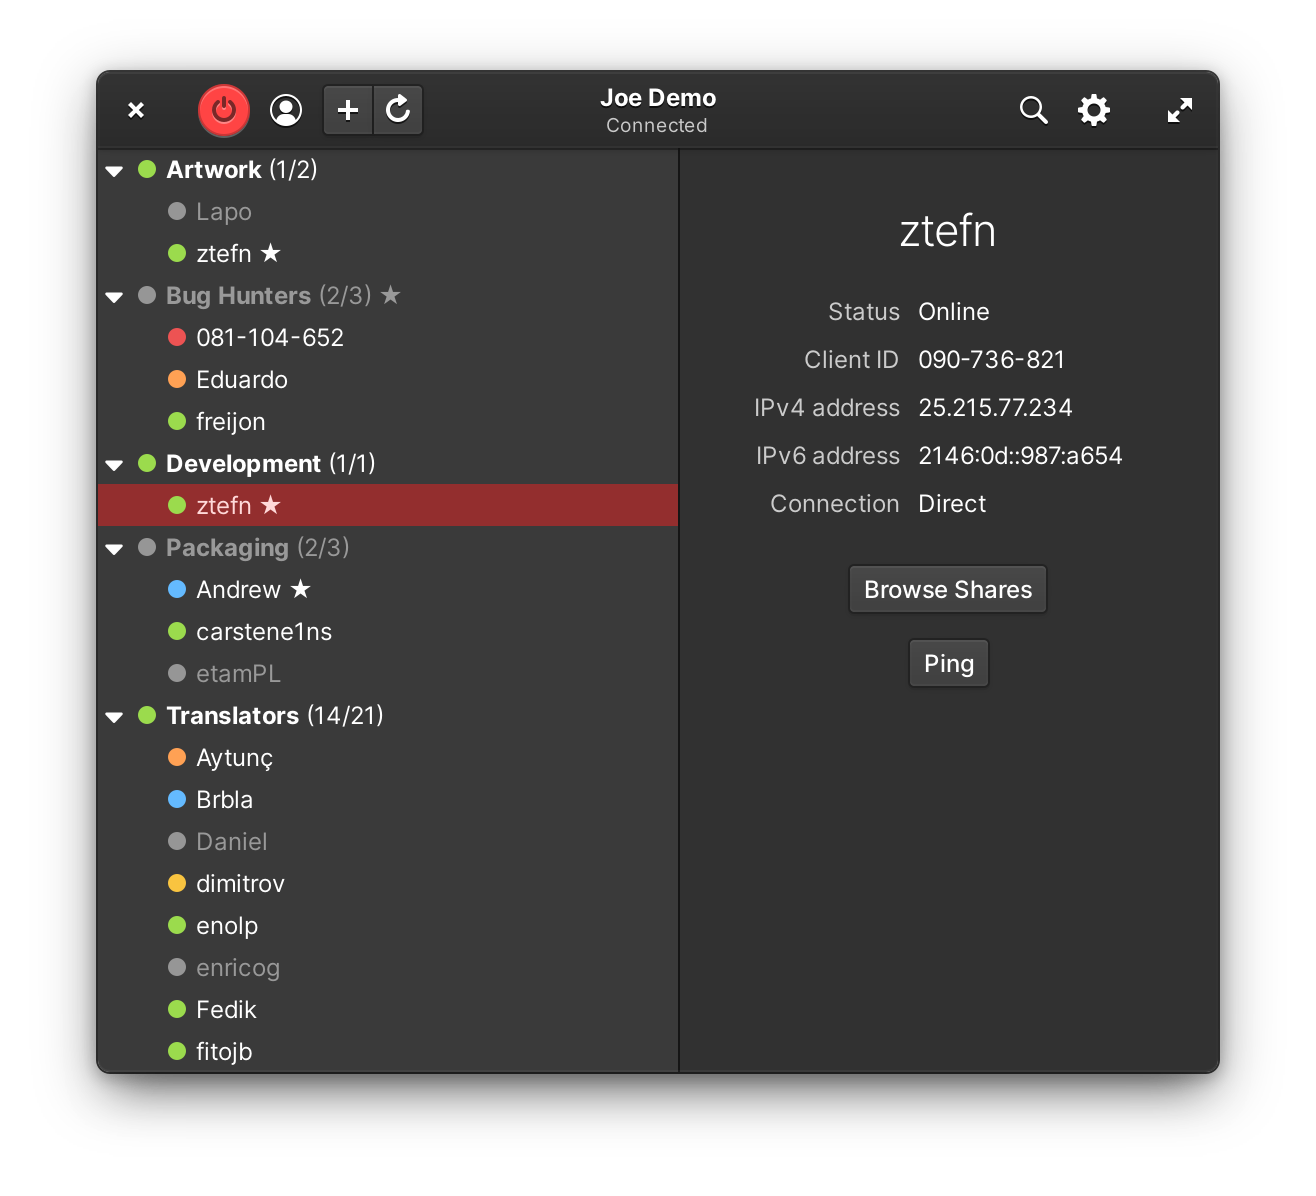 Joe Demo
Connected
Artwork (1/2)
Lapo
ztefn ★
Bug Hunters (2/3) ★
081-104-652
Eduardo
freijon
Development (1/1)
ztefn ★
Packaging (2/3)
Andrew ★
carstene1ns
etamPL
Translators (14/21)
Aytunç
Brbla
Daniel
dimitrov
enolp
enricog
Fedik
fitojb
ztefn
Status Online
Client ID 090-736-821
IPv4 address 25.215.77.234
IPv6 address 2146:0d::987:a654
Connection Direct
Browse Shares
Ping